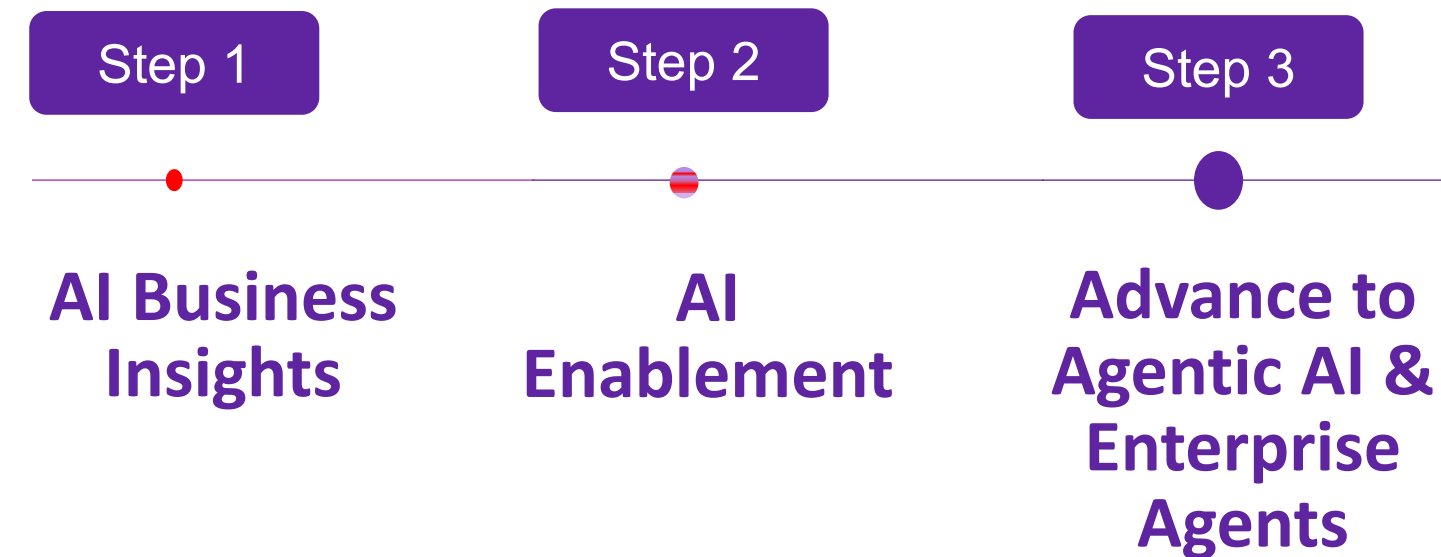 Step 1
Step 2
Step 3
AI Business
Insights
AI
Enablement
Advance to
Agentic AI &
Enterprise
Agents